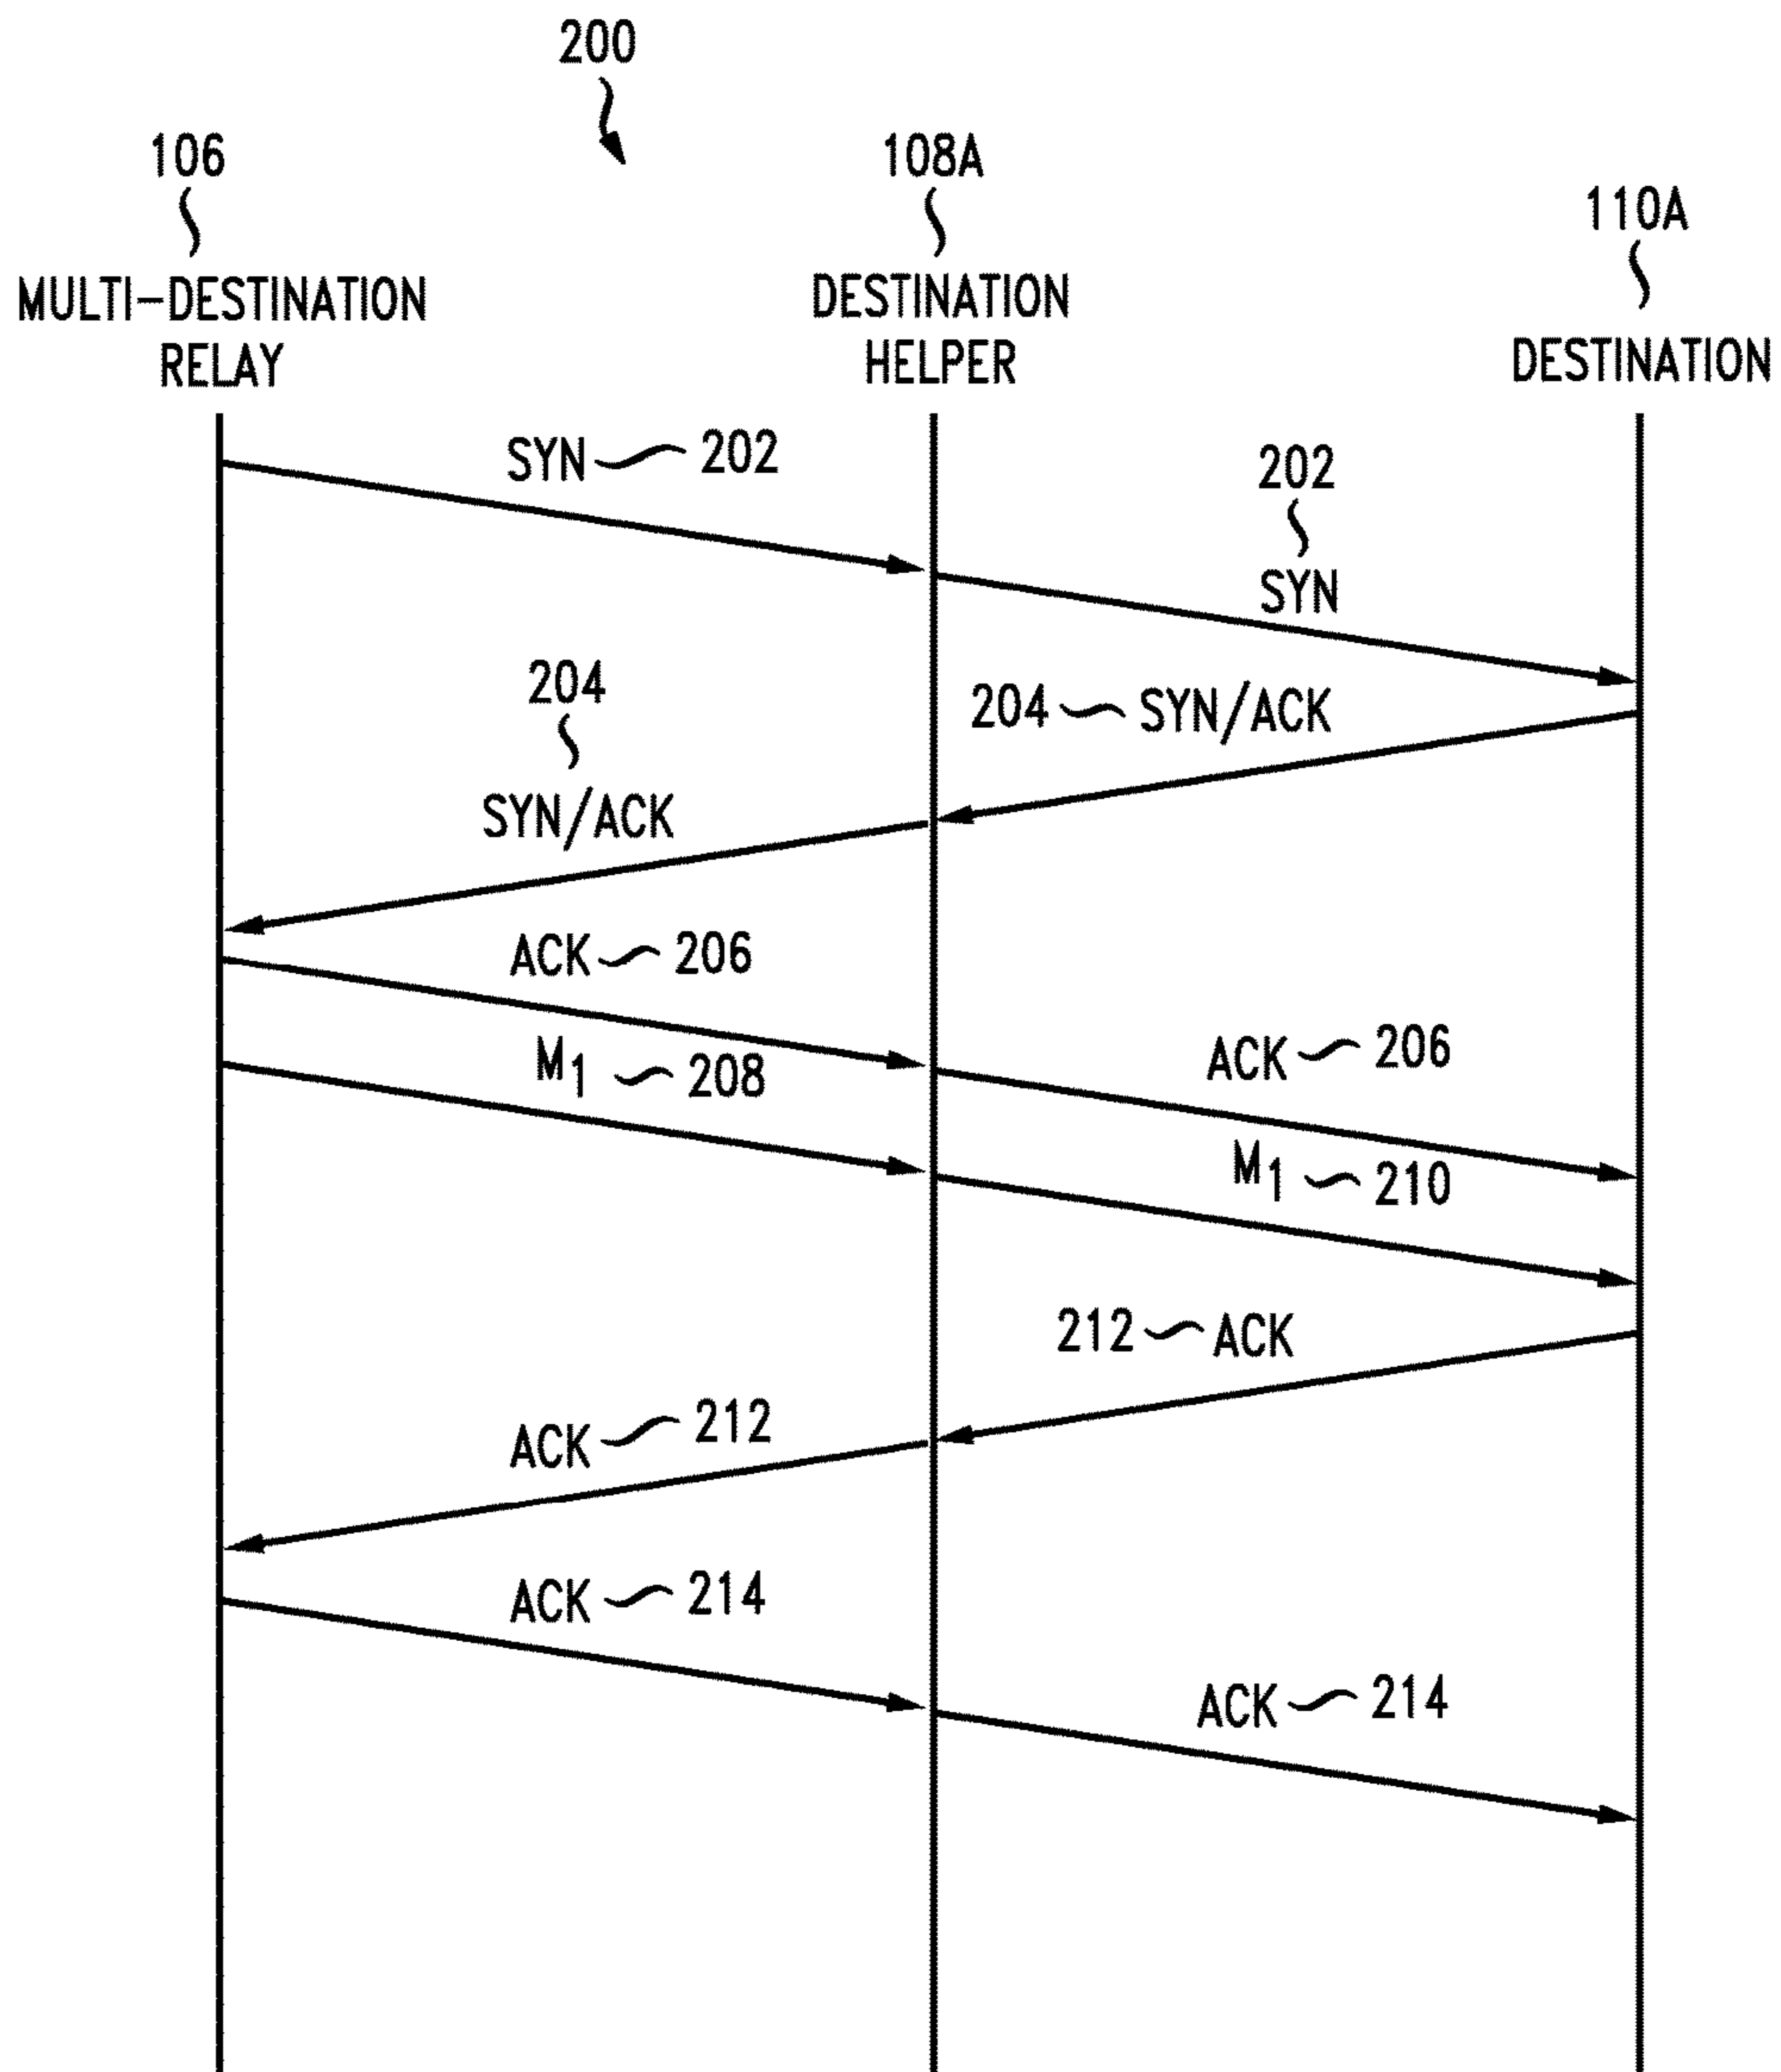 200
106
108A
110A
MULTI-DESTINATION
RELAY
DESTINATION
HELPER
DESTINATION
SYN 202
202
SYN
204
SYN/ACK
204 SYN/ACK
ACK 206
M1 208
ACK 206
M1 210
212 ACK
ACK 212
ACK 214
ACK 214